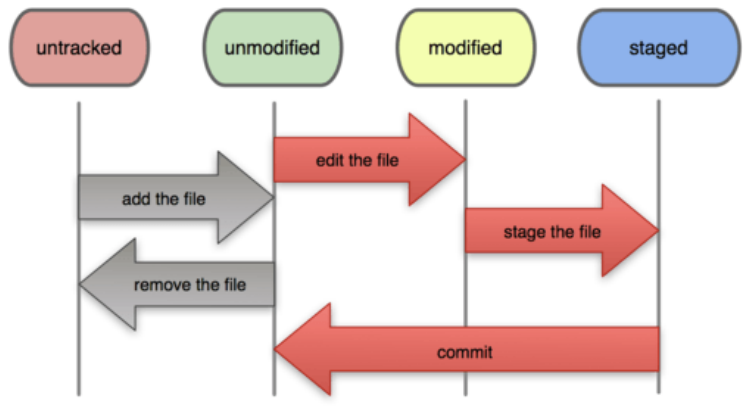 untracked
unmodified
modified
staged
edit the file
add the file
stage the file
remove the file
commit